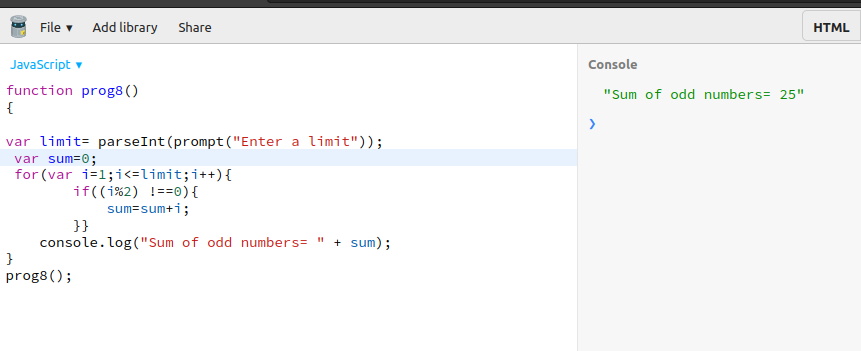 File ▾ Add library Share HTML
JavaScript ▾
function prog8()
{
var limit= parseInt(prompt("Enter a limit"));
 var sum=0;
 for(var i=1;i<=limit;i++){
        if((i%2) !==0){
            sum=sum+i;
        }}
    console.log("Sum of odd numbers= " + sum);
}
prog8();
Console
"Sum of odd numbers= 25"
❯